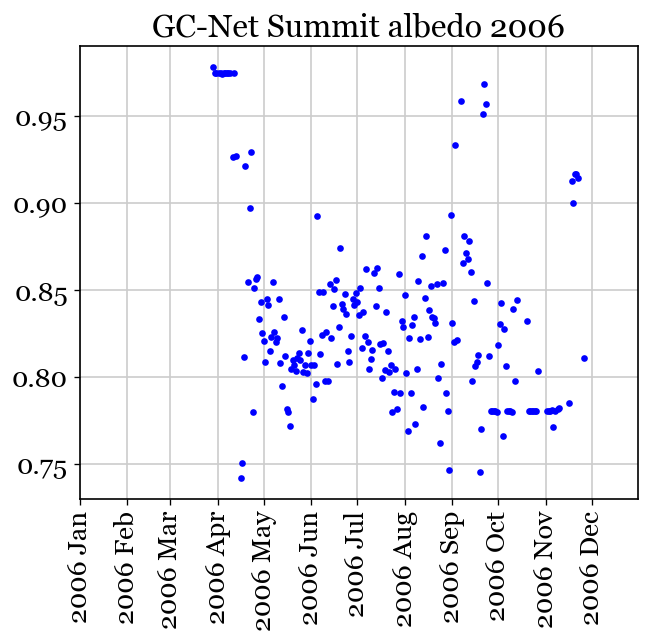 GC-Net Summit albedo 2006
0.95
0.90
0.85
0.80
0.75
2006 Jan
2006 Feb
2006 Mar
2006 Apr
2006 May
2006 Jun
2006 Jul
2006 Aug
2006 Sep
2006 Oct
2006 Nov
2006 Dec